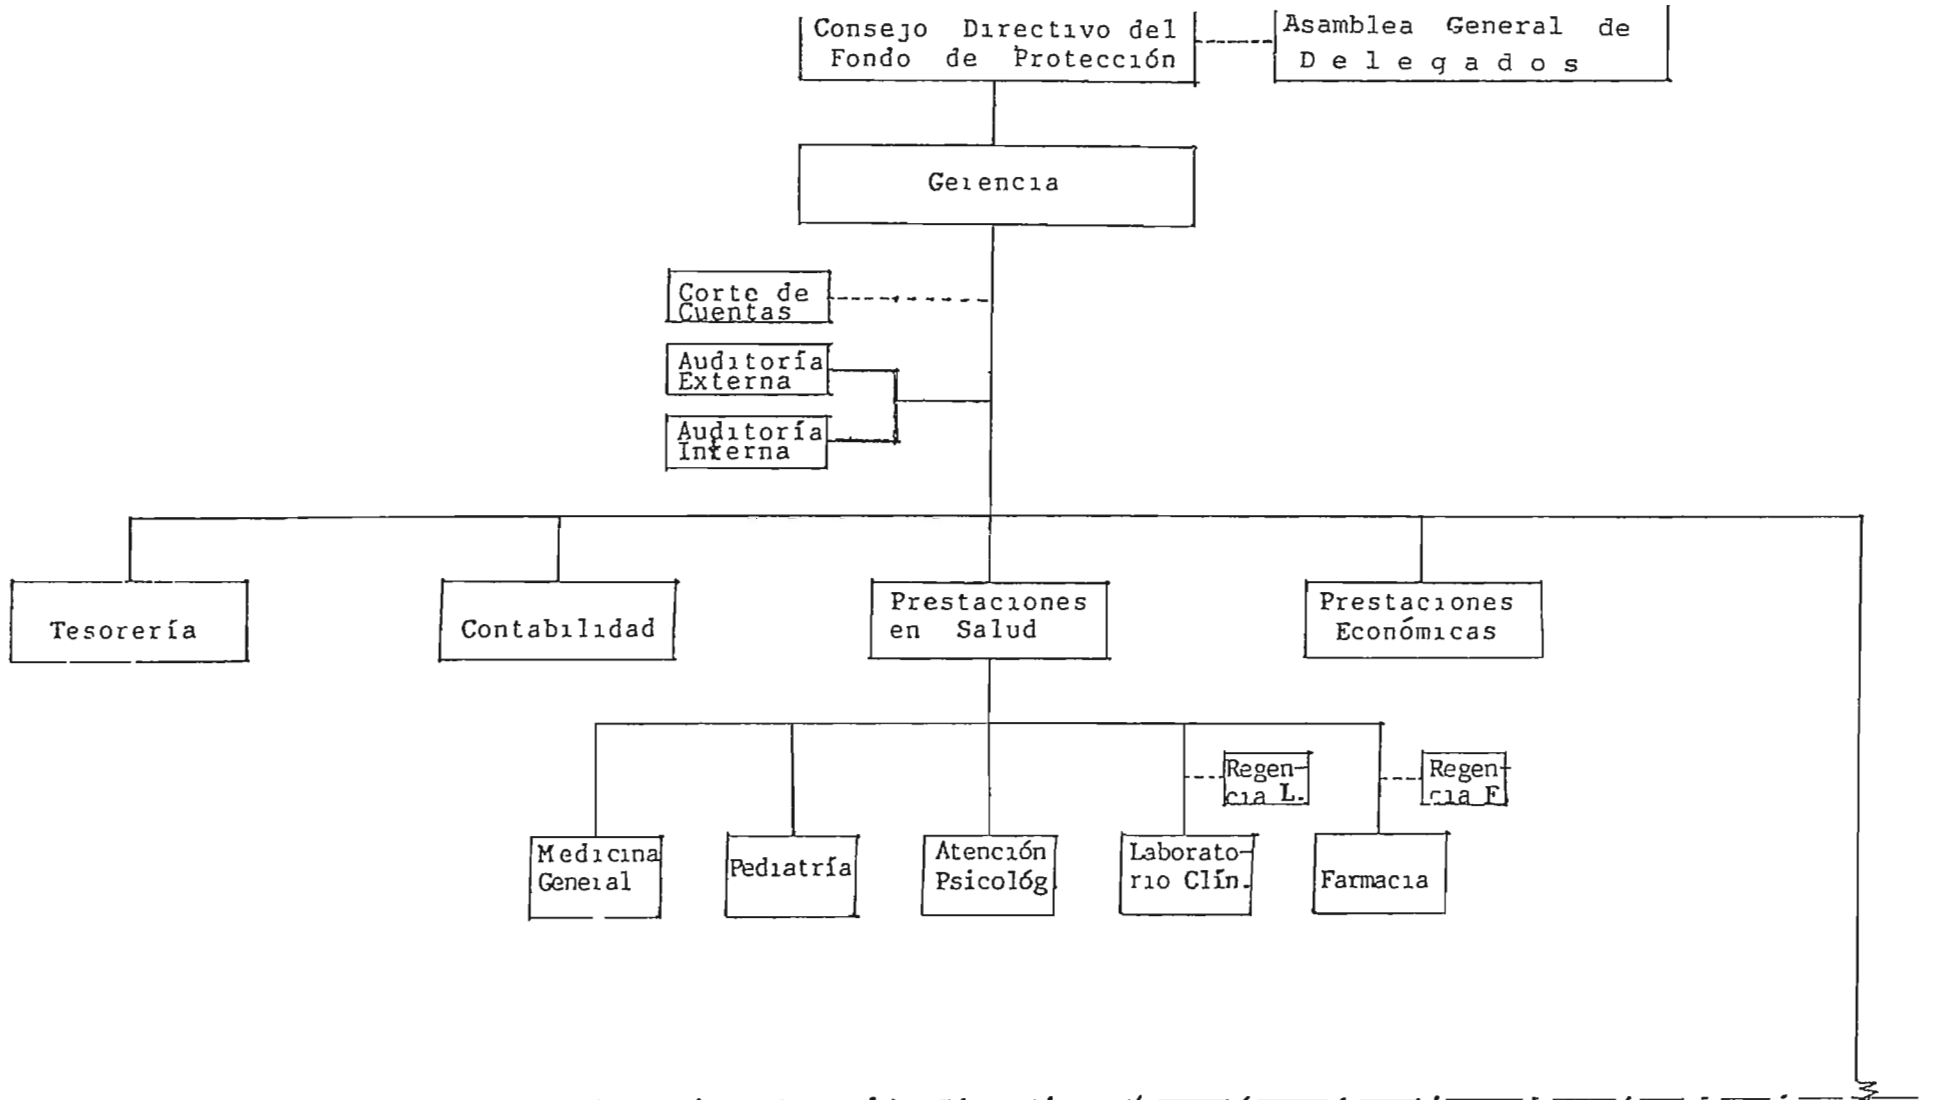 Consejo Directivo del
Fondo de Protección
Asamblea General de
Delegados
Gerencia
Corte de
Cuentas
Auditoría
Externa
Auditoría
Interna
Tesorería
Contabilidad
Prestaciones
en Salud
Prestaciones
Económicas
Regen-
cia L.
Regen-
cia F.
Medicina
General
Pediatría
Atención
Psicológ
Laborato-
rio Clín.
Farmacia